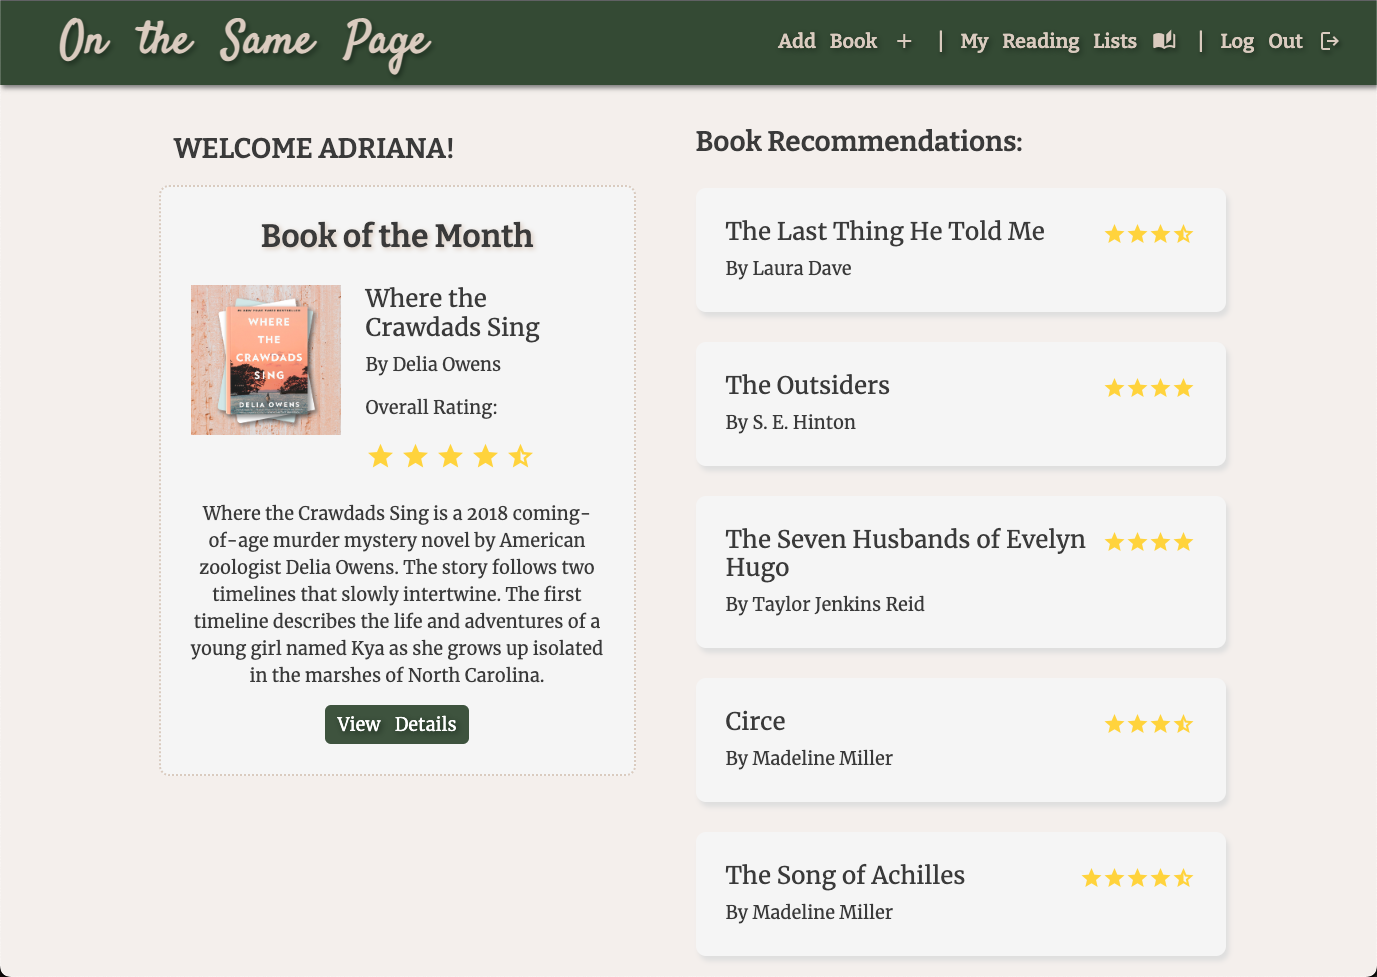 On the Same Page
Add Book + | My Reading Lists | Log Out
WELCOME ADRIANA!
Book of the Month
WHERE
THE
CRAWDADS
SING
DELIA OWENS
Where the
Crawdads Sing
By Delia Owens
Overall Rating:
Where the Crawdads Sing is a 2018 coming-
of-age murder mystery novel by American
zoologist Delia Owens. The story follows two
timelines that slowly intertwine. The first
timeline describes the life and adventures of a
young girl named Kya as she grows up isolated
in the marshes of North Carolina.
View Details
Book Recommendations:
The Last Thing He Told Me
By Laura Dave
The Outsiders
By S. E. Hinton
The Seven Husbands of Evelyn
Hugo
By Taylor Jenkins Reid
Circe
By Madeline Miller
The Song of Achilles
By Madeline Miller